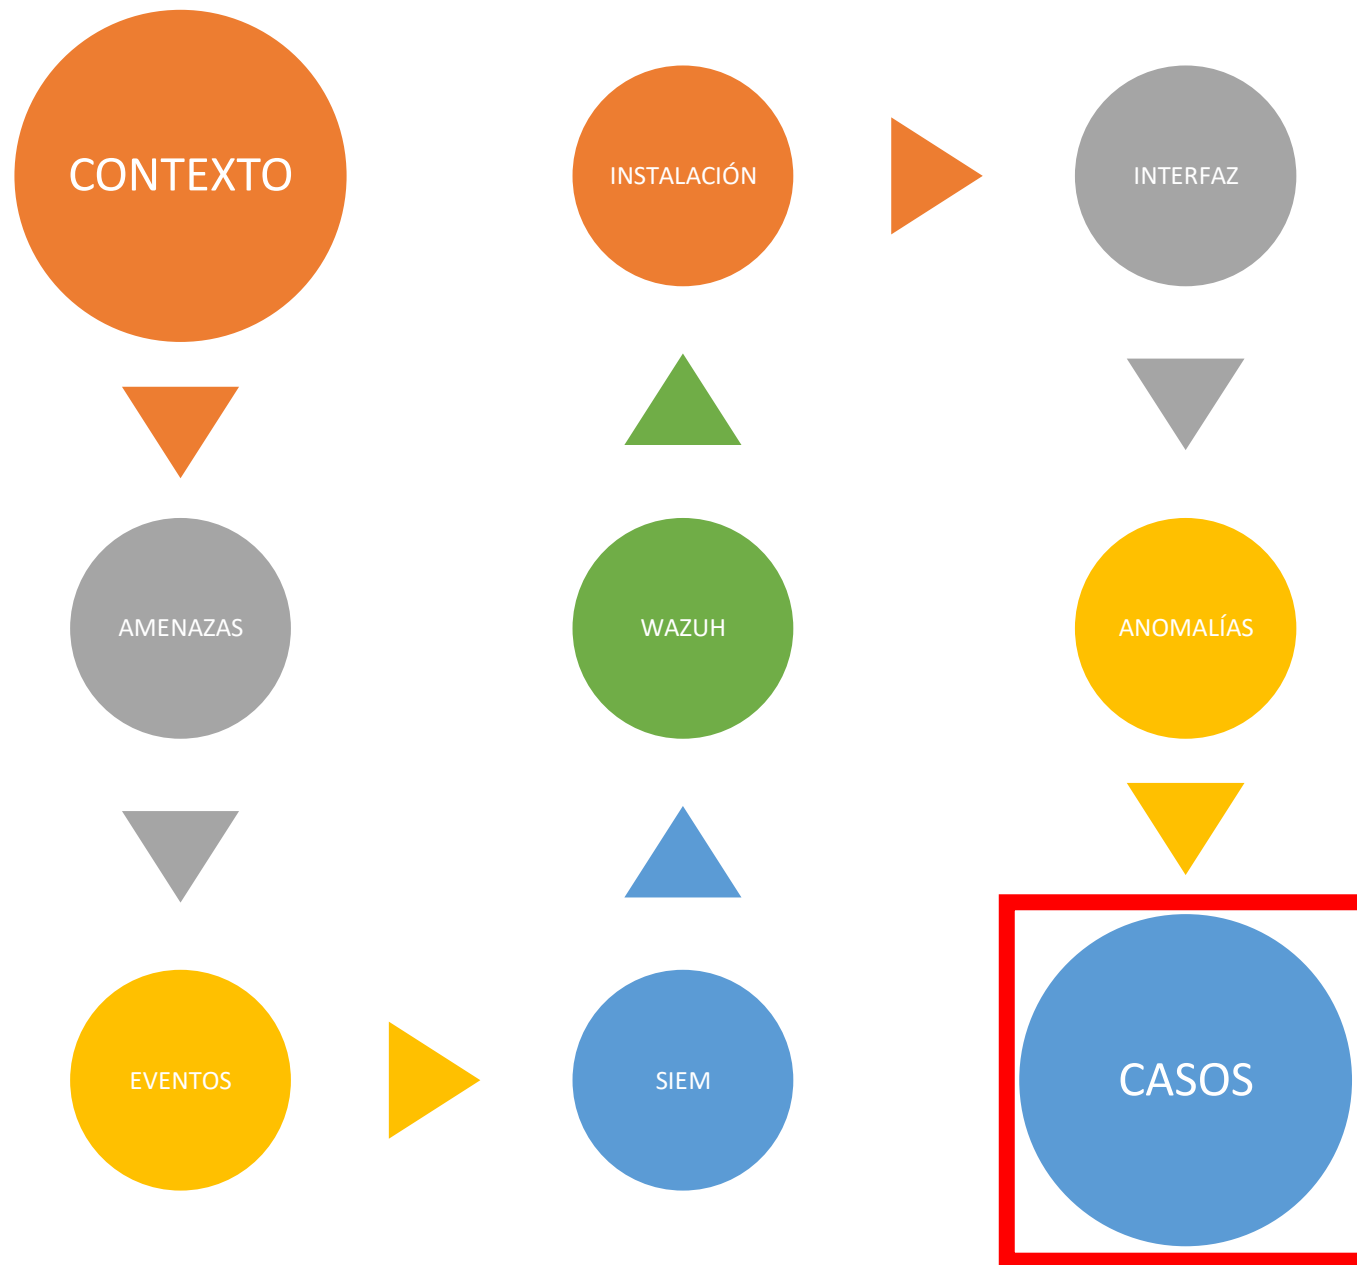 CONTEXTO
AMENAZAS
EVENTOS
SIEM
WAZUH
INSTALACIÓN
INTERFAZ
ANOMALÍAS
CASOS